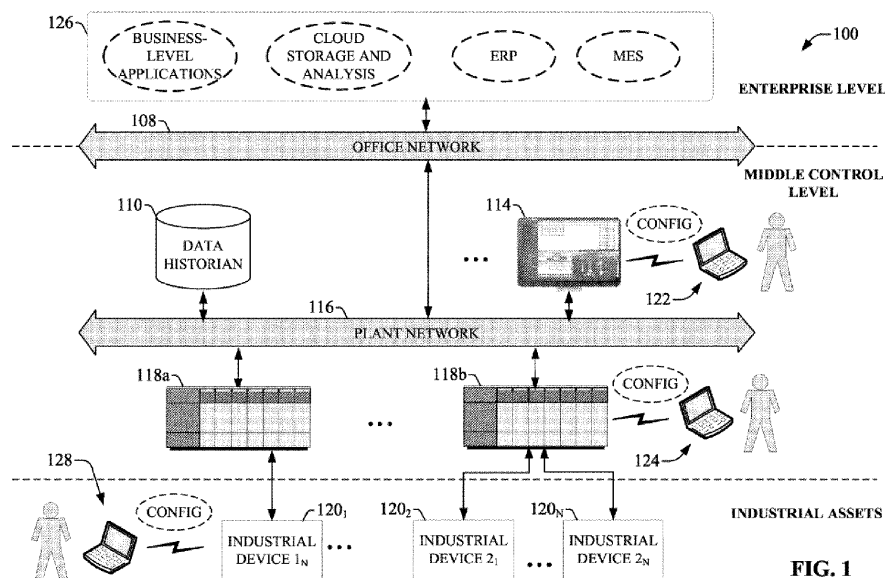 126
BUSINESS-
LEVEL
APPLICATIONS
CLOUD
STORAGE AND
ANALYSIS
ERP
MES
100
ENTERPRISE LEVEL
108
OFFICE NETWORK
MIDDLE CONTROL
LEVEL
110
DATA
HISTORIAN
114
CONFIG
122
116
PLANT NETWORK
118a
118b
CONFIG
124
128
CONFIG
INDUSTRIAL ASSETS
120₁
INDUSTRIAL
DEVICE 1N
120₂
INDUSTRIAL
DEVICE 2₁
120N
INDUSTRIAL
DEVICE 2N
FIG. 1